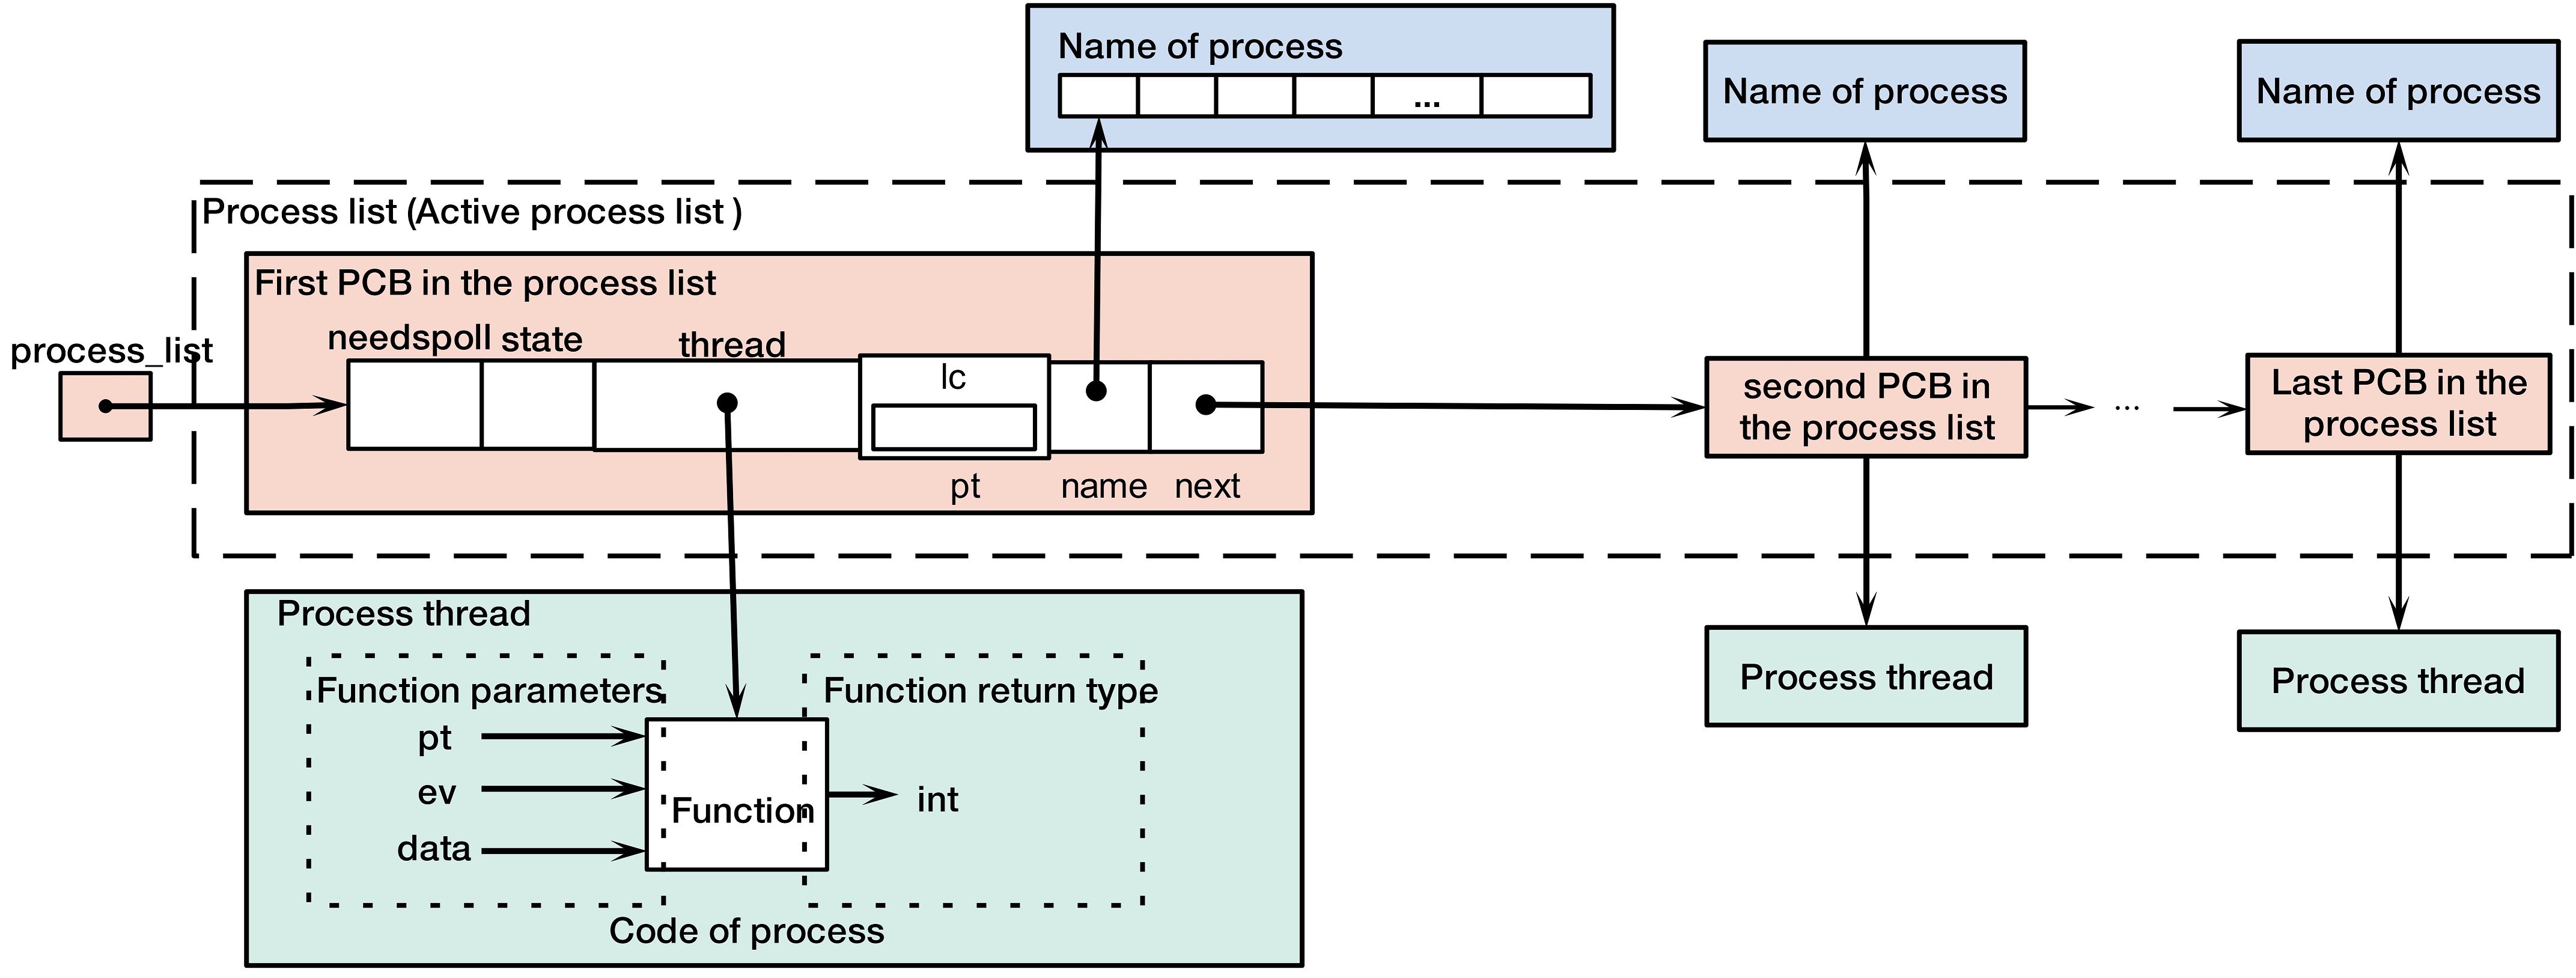 Name of process
...
Name of process
Name of process
Process list (Active process list )
First PCB in the process list
process_list
needspoll
state
thread
lc
pt
name
next
second PCB in
the process list
...
Last PCB in the
process list
Process thread
Function parameters
Function return type
pt
ev
data
Function
int
Code of process
Process thread
Process thread